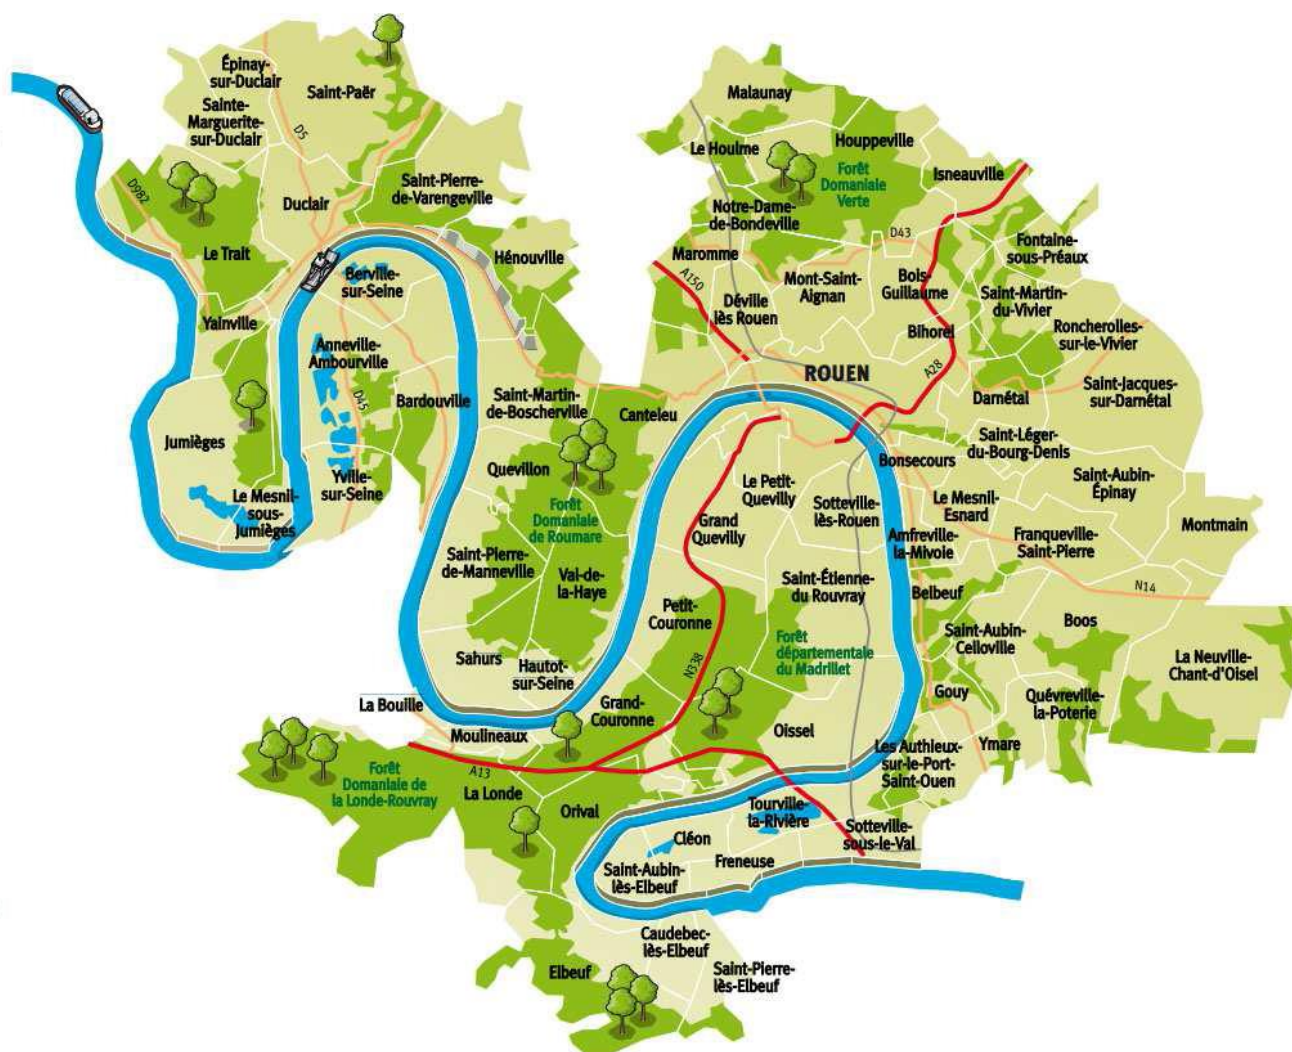 Épinay-
sur-Duclair
Saint-Paër
Sainte-
Marguerite-
sur-Duclair
D5
D982
Duclair
Saint-Pierre-
de-Varengeville
Le Trait
Hénouville
Berville-
sur-Seine
Yainville
Anneville-
Ambourville
D45
Bardouville
Jumièges
Le Mesnil-
sous-
Jumièges
Yville-
sur-Seine
Saint-Martin-
de-Boscherville
Canteleu
Quevillon
Forêt
Domaniale
de Roumare
Saint-Pierre-
de-Manneville
Val-de-
la-Haye
Sahurs
Hautot-
sur-Seine
Malaunay
Le Houlme
Houppeville
Forêt
Domaniale
Verte
Isneauville
Notre-Dame-
de-Bondeville
D43
Maromme
A150
Mont-Saint-
Aignan
Bois-
Guillaume
Fontaine-
sous-Préaux
Saint-Martin-
du-Vivier
Déville
lès Rouen
Bihorel
Roncherolles-
sur-le-Vivier
ROUEN
A28
Darnétal
Saint-Jacques-
sur-Darnétal
Saint-Léger-
du-Bourg-Denis
Bonsecours
Saint-Aubin-
Épinay
Le Petit-
Quevilly
Sotteville-
lès-Rouen
Le Mesnil-
Esnard
Grand
Quevilly
Amfreville-
la-Mivoie
Franqueville-
Saint-Pierre
Montmain
Saint-Étienne-
du Rouvray
Belbeuf
N14
Petit-
Couronne
Forêt
départementale
du Madrillet
Saint-Aubin-
Celloville
Boos
La Neuville-
Chant-d'Oisel
N338
Gouy
Quévreville-
la-Poterie
La Bouille
Grand-
Couronne
Moulineaux
Oissel
Ymare
Les Authieux-
sur-le-Port-
Saint-Ouen
Forêt
Domaniale de
la Londe-Rouvray
A13
La Londe
Orival
Tourville-
la-Rivière
Cléon
Sotteville-
sous-le-Val
Freneuse
Saint-Aubin-
lès-Elbeuf
Caudebec-
lès-Elbeuf
Elbeuf
Saint-Pierre-
lès-Elbeuf